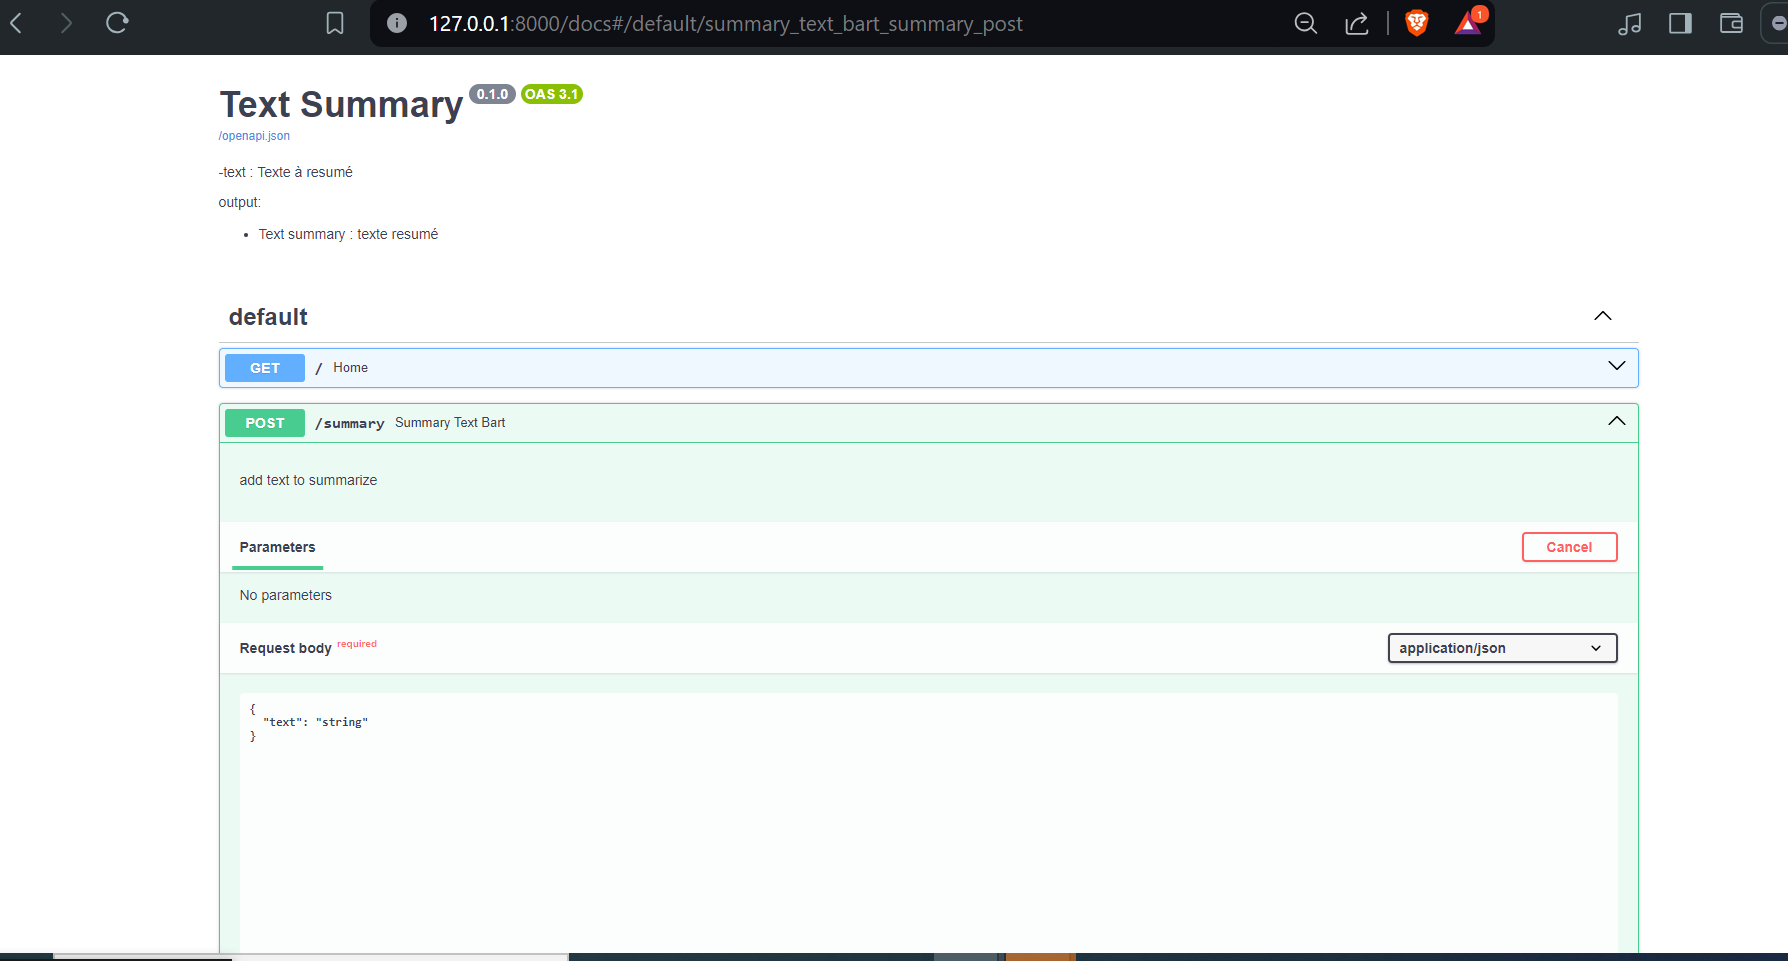 127.0.0.1:8000/docs#/default/summary_text_bart_summary_post
1
Text Summary 0.1.0 OAS 3.1
/openapi.json
-text : Texte à resumé
output:
• Text summary : texte resumé
default
GET / Home
POST /summary Summary Text Bart
add text to summarize
Parameters Cancel
No parameters
Request body required application/json
{
"text": "string"
}